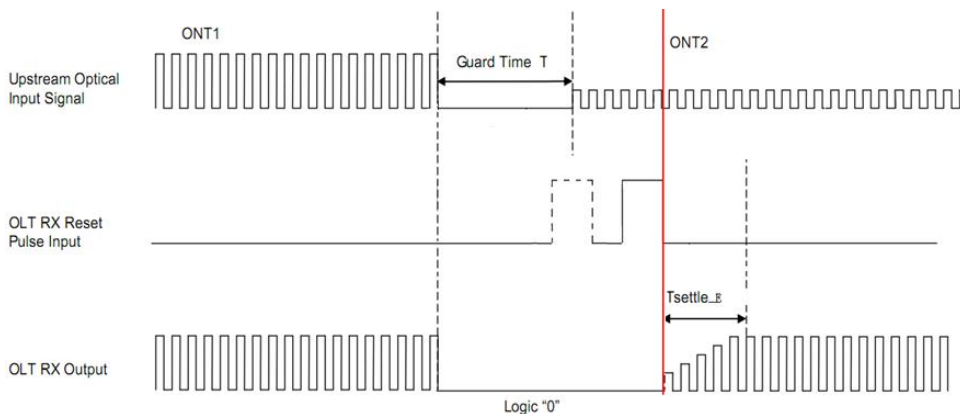 ONT1
ONT2
Guard Time T
Upstream Optical
Input Signal
OLT RX Reset
Pulse Input
Tsettle_E
OLT RX Output
Logic "0"